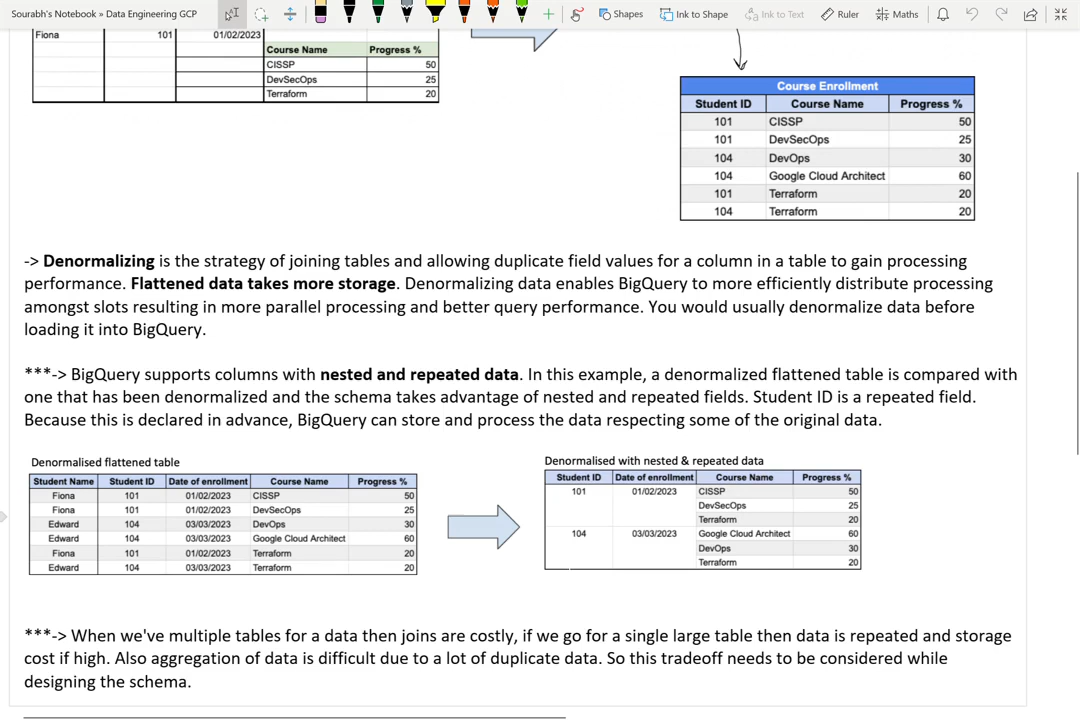 Sourabh's Notebook » Data Engineering GCP
Shapes
Ink to Shape
Ink to Text
Ruler
Maths
Fiona 101 01/02/2023
Course Name Progress %
CISSP 50
DevSecOps 25
Terraform 20
Course Enrollment
Student ID Course Name Progress %
101 CISSP 50
101 DevSecOps 25
104 DevOps 30
104 Google Cloud Architect 60
101 Terraform 20
104 Terraform 20
-> Denormalizing is the strategy of joining tables and allowing duplicate field values for a column in a table to gain processing
performance. Flattened data takes more storage. Denormalizing data enables BigQuery to more efficiently distribute processing
amongst slots resulting in more parallel processing and better query performance. You would usually denormalize data before
loading it into BigQuery.
***-> BigQuery supports columns with nested and repeated data. In this example, a denormalized flattened table is compared with
one that has been denormalized and the schema takes advantage of nested and repeated fields. Student ID is a repeated field.
Because this is declared in advance, BigQuery can store and process the data respecting some of the original data.
Denormalised flattened table
Student Name Student ID Date of enrollment Course Name Progress %
Fiona 101 01/02/2023 CISSP 50
Fiona 101 01/02/2023 DevSecOps 25
Edward 104 03/03/2023 DevOps 30
Edward 104 03/03/2023 Google Cloud Architect 60
Fiona 101 01/02/2023 Terraform 20
Edward 104 03/03/2023 Terraform 20
Denormalised with nested & repeated data
Student ID Date of enrollment Course Name Progress %
101 01/02/2023 CISSP 50
DevSecOps 25
Terraform 20
104 03/03/2023 Google Cloud Architect 60
DevOps 30
Terraform 20
***-> When we've multiple tables for a data then joins are costly, if we go for a single large table then data is repeated and storage
cost if high. Also aggregation of data is difficult due to a lot of duplicate data. So this tradeoff needs to be considered while
designing the schema.